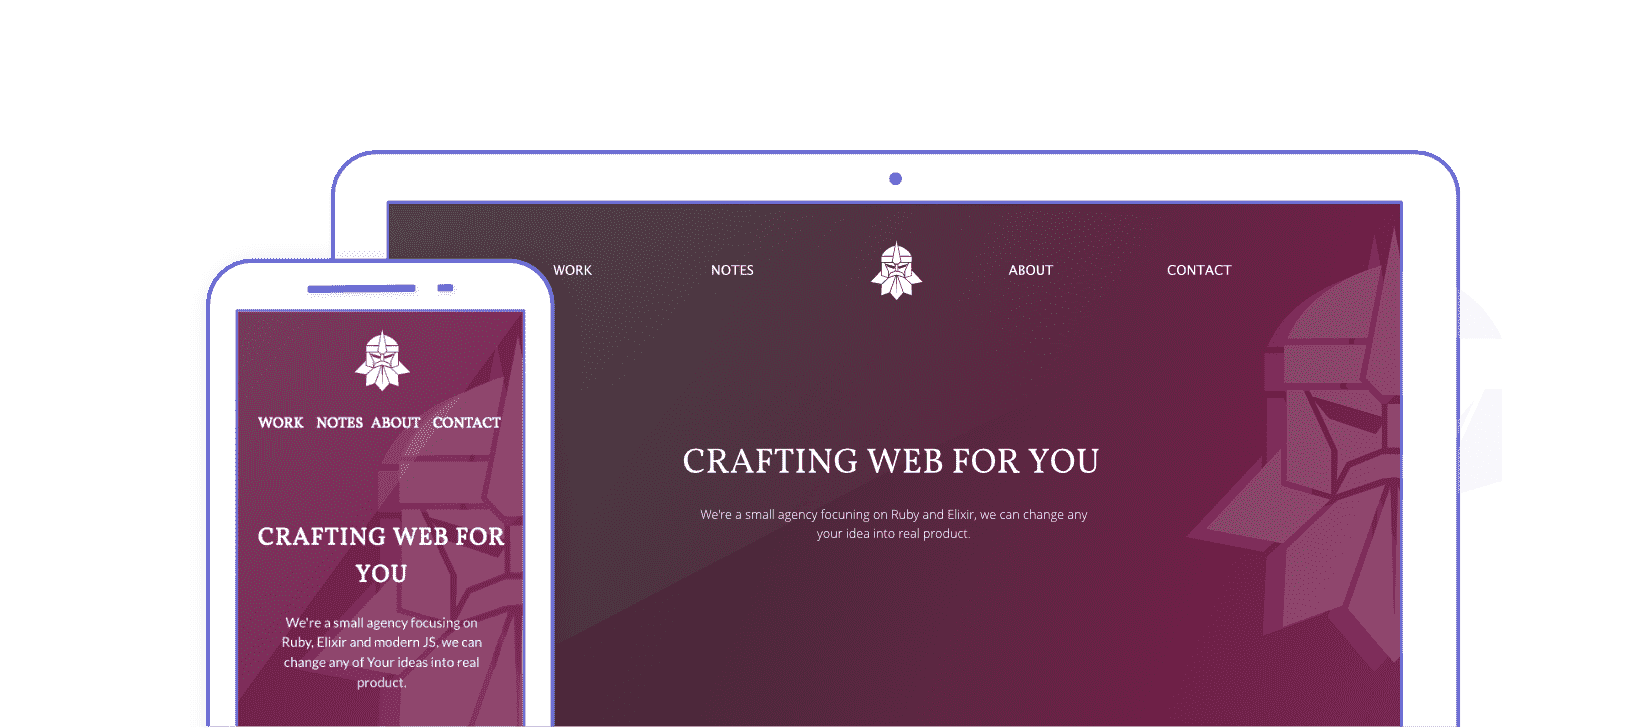 WORK NOTES ABOUT CONTACT
CRAFTING WEB FOR YOU
We're a small agency focuning on Ruby and Elixir, we can change any
your idea into real product.
WORK NOTES ABOUT CONTACT
CRAFTING WEB FOR
YOU
We're a small agency focusing on
Ruby, Elixir and modern JS, we can
change any of Your ideas into real
product.